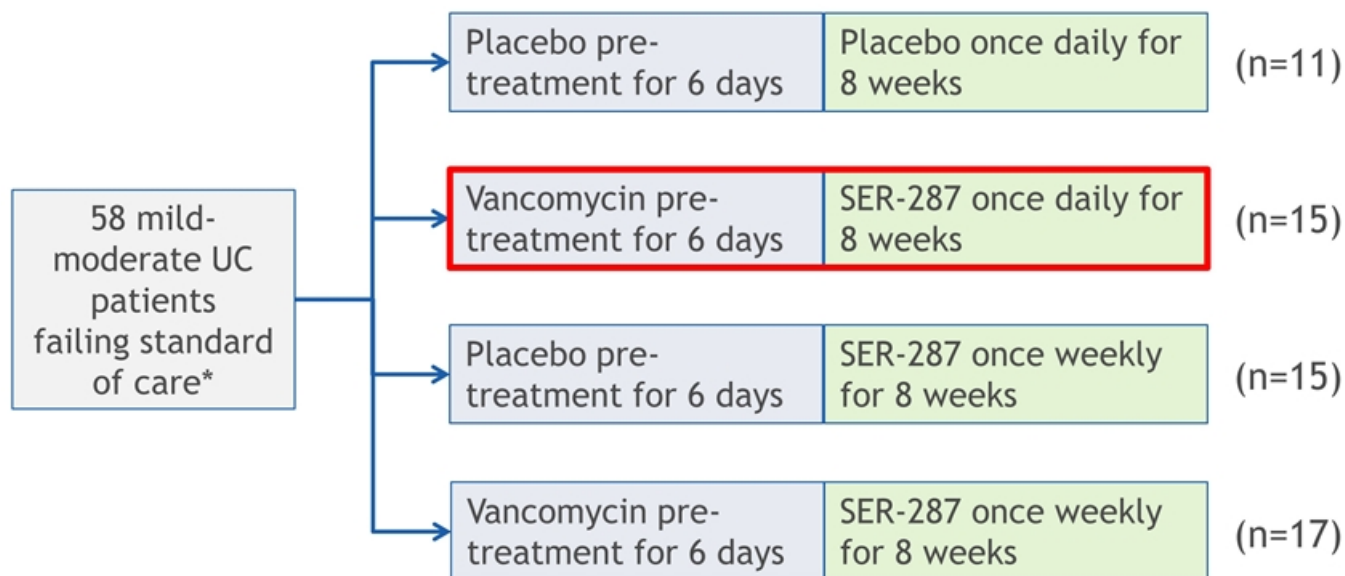 58 mild-
moderate UC
patients
failing standard
of care*
Placebo pre-
treatment for 6 days
Placebo once daily for
8 weeks
(n=11)
Vancomycin pre-
treatment for 6 days
SER-287 once daily for
8 weeks
(n=15)
Placebo pre-
treatment for 6 days
SER-287 once weekly
for 8 weeks
(n=15)
Vancomycin pre-
treatment for 6 days
SER-287 once weekly
for 8 weeks
(n=17)